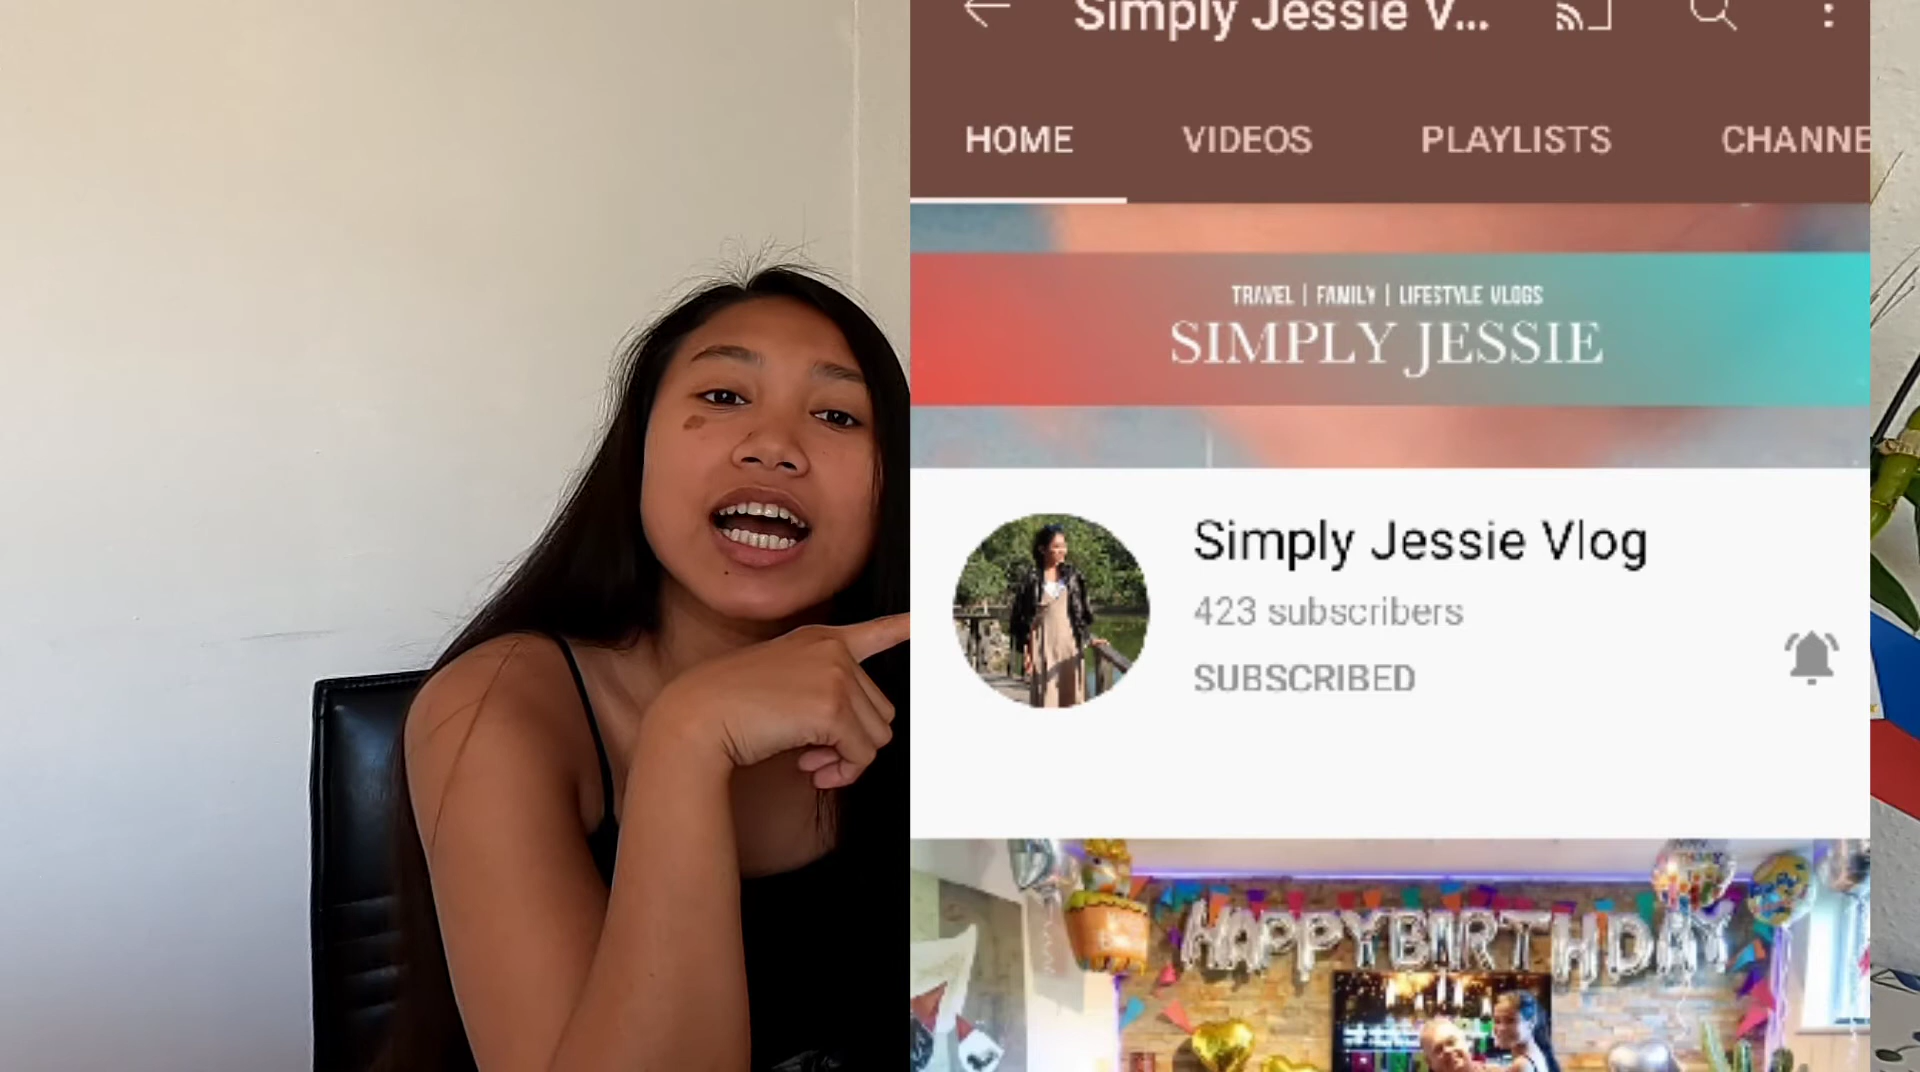 Simply Jessie V...
HOME VIDEOS PLAYLISTS CHANNE
TRAVEL | FAMILY | LIFESTYLE VLOGS
SIMPLY JESSIE
Simply Jessie Vlog
423 subscribers
SUBSCRIBED
HAPPYBIRTHDAY